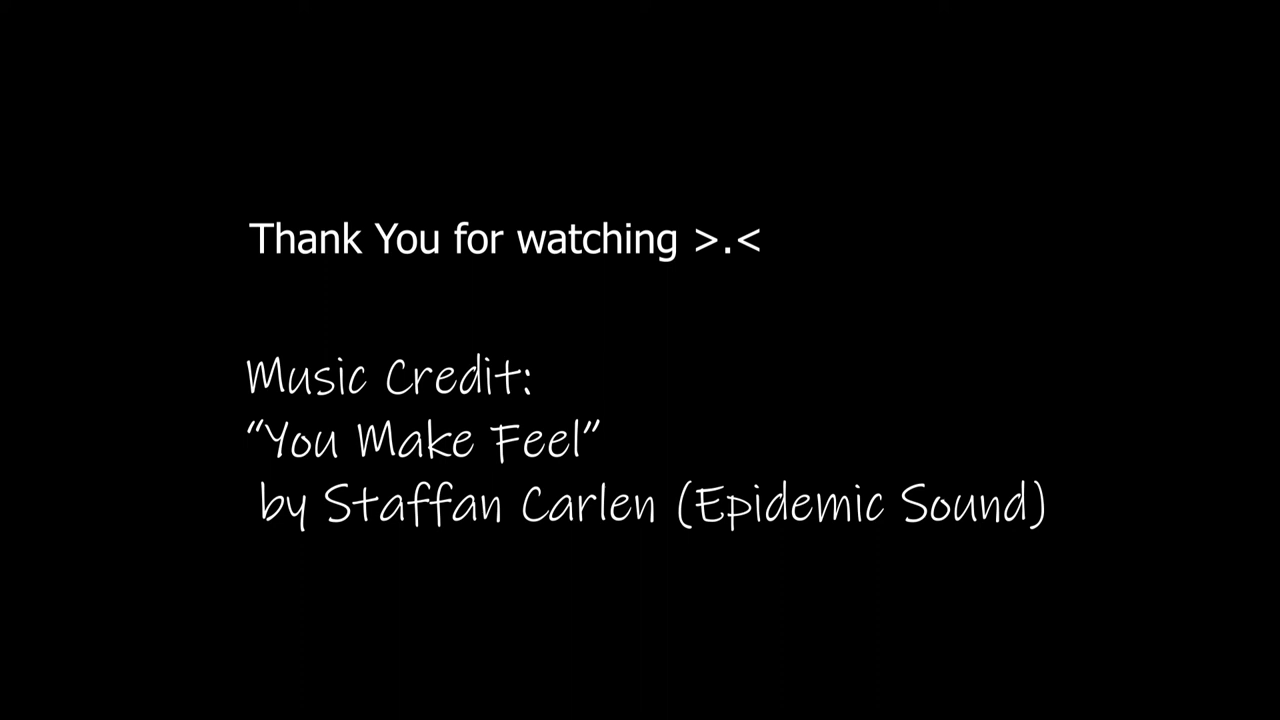 Thank You for watching >.<
Music Credit:
“You Make Feel”
by Staffan Carlen (Epidemic Sound)